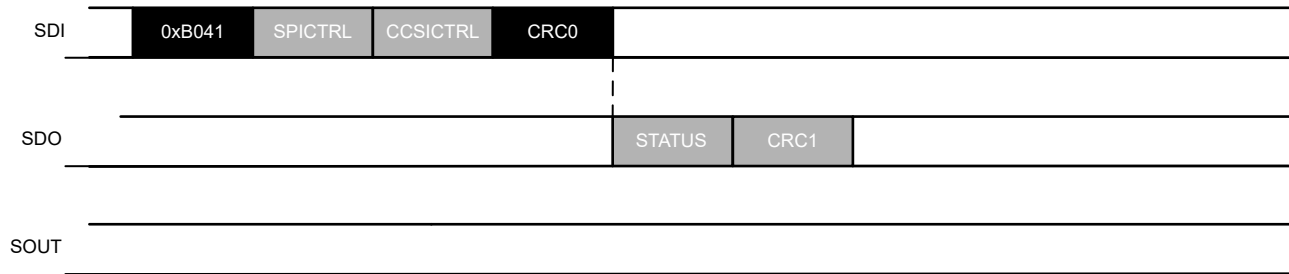 SDI 0xB041 SPICTRL CCSICTRL CRC0
SDO STATUS CRC1
SOUT